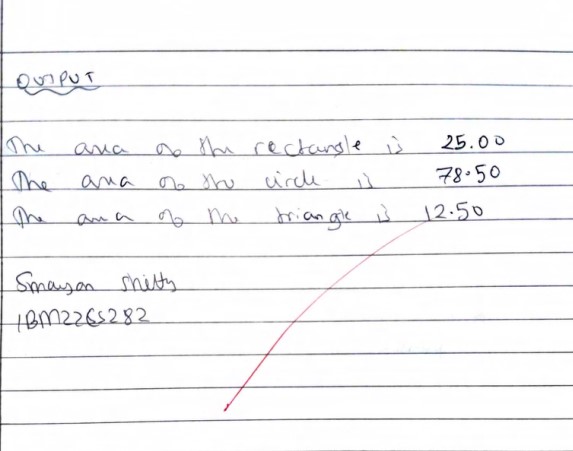 OUTPUT
The area of the rectangle is 25.00
The area of the circle is 78.50
The area of the triangle is 12.50
Smayan Shetty
1BM22CS282